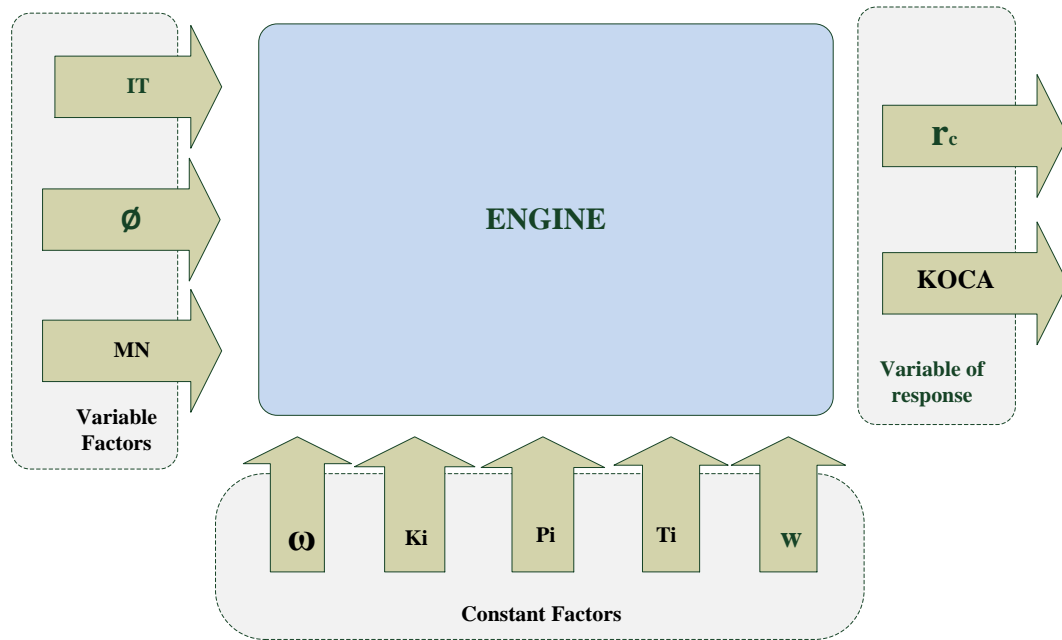 IT
Ø
MN
Variable
Factors
ENGINE
rc
KOCA
Variable of
response
ω
Ki
Pi
Ti
w
Constant Factors